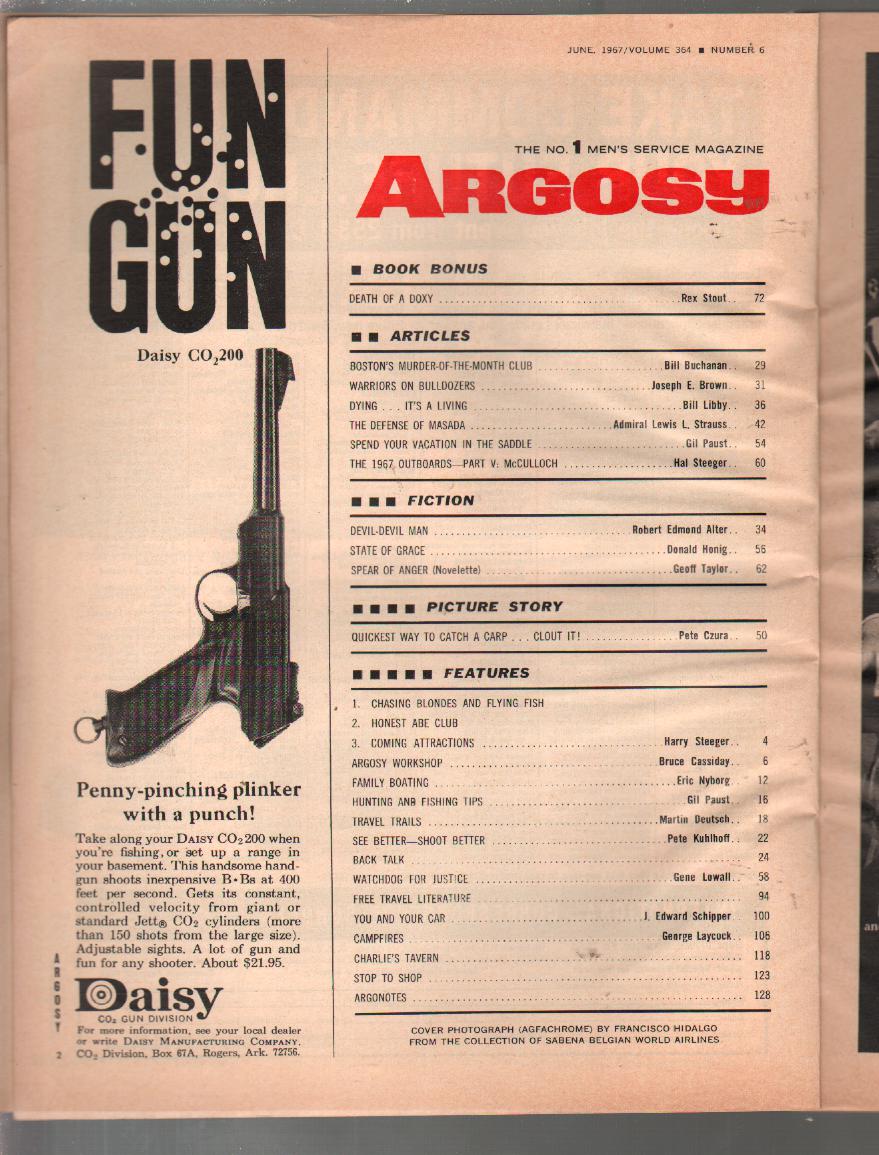 FUN
GUN
Daisy CO2200
Penny-pinching plinker
with a punch!
Take along your DAISY CO2200 when
you're fishing, or set up a range in
your basement. This handsome hand-
gun shoots inexpensive B•Bs at 400
feet per second. Gets its constant,
controlled velocity from giant or
standard Jett® CO2 cylinders (more
than 150 shots from the large size).
Adjustable sights. A lot of gun and
fun for any shooter. About $21.95.
Daisy
CO2 GUN DIVISION
For more information, see your local dealer
or write DAISY MANUFACTURING COMPANY.
CO2 Division, Box 67A, Rogers, Ark. 72756.
ARGOSY 2
JUNE, 1967/VOLUME 364 ■ NUMBER 6
THE NO. 1 MEN'S SERVICE MAGAZINE
ARGOSY
■ BOOK BONUS
DEATH OF A DOXY ... Rex Stout.. 72
■ ■ ARTICLES
BOSTON'S MURDER-OF-THE-MONTH CLUB ... Bill Buchanan.. 29
WARRIORS ON BULLDOZERS ... Joseph E. Brown.. 31
DYING . . . IT'S A LIVING ... Bill Libby.. 36
THE DEFENSE OF MASADA ... Admiral Lewis L. Strauss.. 42
SPEND YOUR VACATION IN THE SADDLE ... Gil Paust.. 54
THE 1967 OUTBOARDS—PART V: McCULLOCH ... Hal Steeger.. 60
■ ■ ■ FICTION
DEVIL-DEVIL MAN ... Robert Edmond Alter.. 34
STATE OF GRACE ... Donald Honig.. 56
SPEAR OF ANGER (Novelette) ... Geoff Taylor.. 62
■ ■ ■ ■ PICTURE STORY
QUICKEST WAY TO CATCH A CARP . . . CLOUT IT! ... Pete Czura.. 50
■ ■ ■ ■ ■ FEATURES
1. CHASING BLONDES AND FLYING FISH
2. HONEST ABE CLUB
3. COMING ATTRACTIONS ... Harry Steeger.. 4
ARGOSY WORKSHOP ... Bruce Cassiday.. 6
FAMILY BOATING ... Eric Nyborg.. 12
HUNTING AND FISHING TIPS ... Gil Paust.. 16
TRAVEL TRAILS ... Martin Deutsch.. 18
SEE BETTER—SHOOT BETTER ... Pete Kuhlhoff.. 22
BACK TALK ... 24
WATCHDOG FOR JUSTICE ... Gene Lowall.. 58
FREE TRAVEL LITERATURE ... 94
YOU AND YOUR CAR ... J. Edward Schipper.. 100
CAMPFIRES ... George Laycock.. 106
CHARLIE'S TAVERN ... 118
STOP TO SHOP ... 123
ARGONOTES ... 128
COVER PHOTOGRAPH (AGFACHROME) BY FRANCISCO HIDALGO
FROM THE COLLECTION OF SABENA BELGIAN WORLD AIRLINES
an